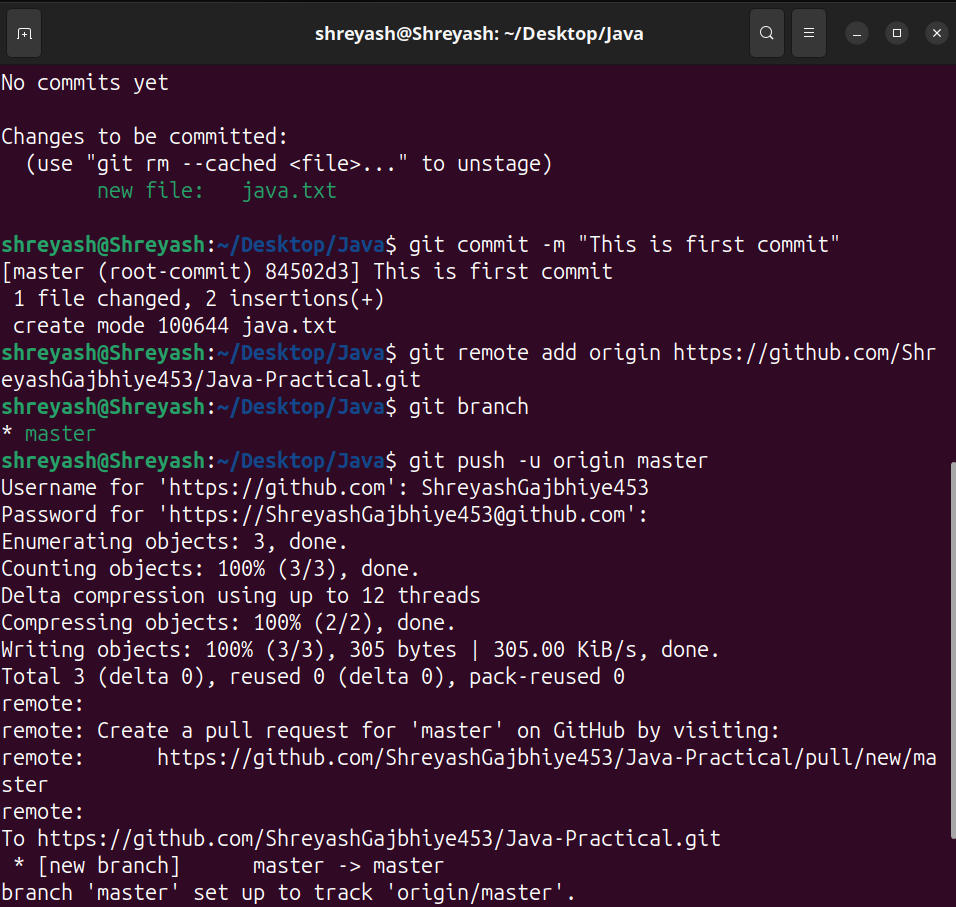 shreyash@Shreyash: ~/Desktop/Java
No commits yet
Changes to be committed:
  (use "git rm --cached <file>..." to unstage)
        new file:   java.txt
shreyash@Shreyash:~/Desktop/Java$ git commit -m "This is first commit"
[master (root-commit) 84502d3] This is first commit
 1 file changed, 2 insertions(+)
 create mode 100644 java.txt
shreyash@Shreyash:~/Desktop/Java$ git remote add origin https://github.com/Shr
eyashGajbhiye453/Java-Practical.git
shreyash@Shreyash:~/Desktop/Java$ git branch
* master
shreyash@Shreyash:~/Desktop/Java$ git push -u origin master
Username for 'https://github.com': ShreyashGajbhiye453
Password for 'https://ShreyashGajbhiye453@github.com':
Enumerating objects: 3, done.
Counting objects: 100% (3/3), done.
Delta compression using up to 12 threads
Compressing objects: 100% (2/2), done.
Writing objects: 100% (3/3), 305 bytes | 305.00 KiB/s, done.
Total 3 (delta 0), reused 0 (delta 0), pack-reused 0
remote:
remote: Create a pull request for 'master' on GitHub by visiting:
remote:      https://github.com/ShreyashGajbhiye453/Java-Practical/pull/new/ma
ster
remote:
To https://github.com/ShreyashGajbhiye453/Java-Practical.git
 * [new branch]      master -> master
branch 'master' set up to track 'origin/master'.